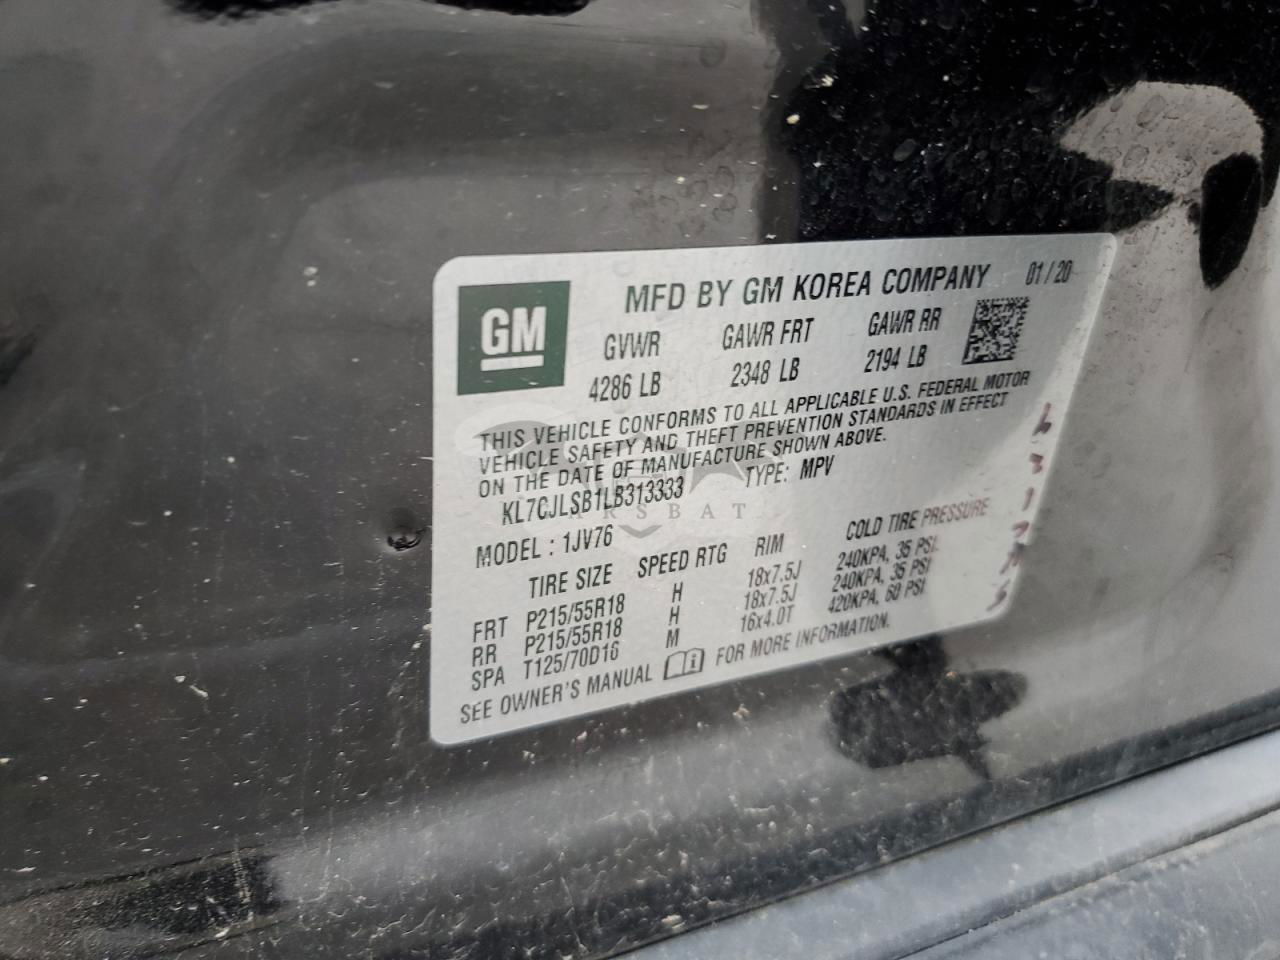 GM
MFD BY GM KOREA COMPANY 01/20
GVWR GAWR FRT GAWR RR
4286 LB 2348 LB 2194 LB
THIS VEHICLE CONFORMS TO ALL APPLICABLE U.S. FEDERAL MOTOR
VEHICLE SAFETY AND THEFT PREVENTION STANDARDS IN EFFECT
ON THE DATE OF MANUFACTURE SHOWN ABOVE.
KL7CJLSB1LB313333 TYPE: MPV
ARSBAT
MODEL : 1JV76
TIRE SIZE SPEED RTG RIM COLD TIRE PRESSURE
FRT P215/55R18 H 18x7.5J 240KPA, 35 PSI
RR P215/55R18 H 18x7.5J 240KPA, 35 PSI
SPA T125/70D16 M 16x4.0T 420KPA, 60 PSI
SEE OWNER'S MANUAL FOR MORE INFORMATION.